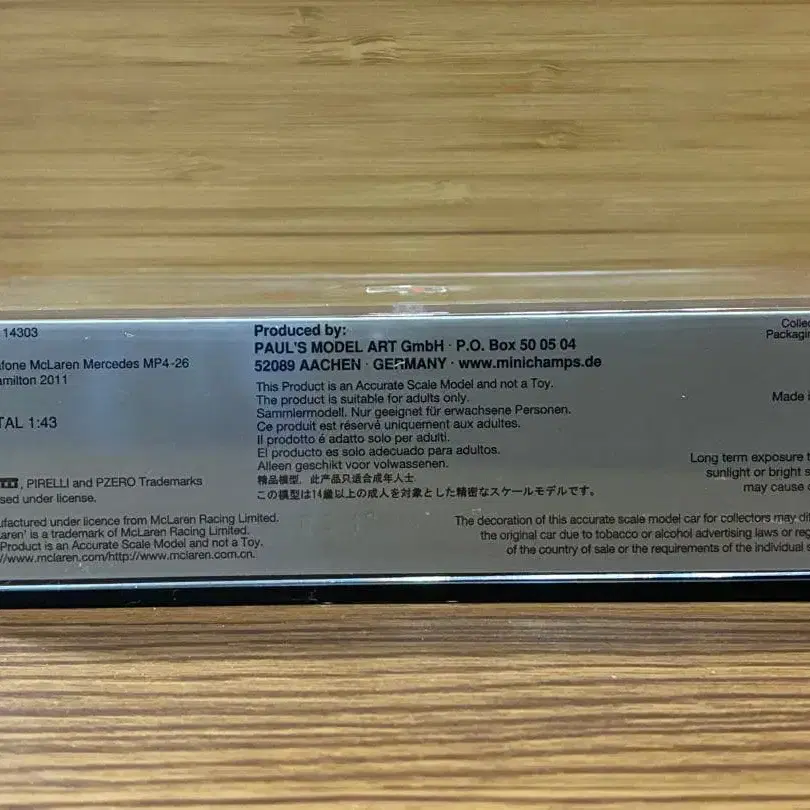 14303
fone McLaren Mercedes MP4-26
amilton 2011
TAL 1:43
, PIRELLI and PZERO Trademarks
sed under license.
ufactured under licence from McLaren Racing Limited.
aren' is a trademark of McLaren Racing Limited.
Product is an Accurate Scale Model and not a Toy.
//www.mclaren.com/http://www.mclaren.com.cn.
Produced by:
PAUL'S MODEL ART GmbH · P.O. Box 50 05 04
52089 AACHEN · GERMANY · www.minichamps.de
This Product is an Accurate Scale Model and not a Toy.
The product is suitable for adults only.
Sammlermodell. Nur geeignet für erwachsene Personen.
Ce produit est réservé uniquement aux adultes.
Il prodotto é adatto solo per adulti.
El producto es solo adecuado para adultos.
Alleen geschikt voor volwassenen.
精品模型，此产品只适合成年人士
この模型は14歳以上の成人を対象とした精密なスケールモデルです。
Collec
Packagin
Made i
Long term exposure t
sunlight or bright s
may cause c
The decoration of this accurate scale model car for collectors may dif
the original car due to tobacco or alcohol advertising laws or reg
of the country of sale or the requirements of the individual s